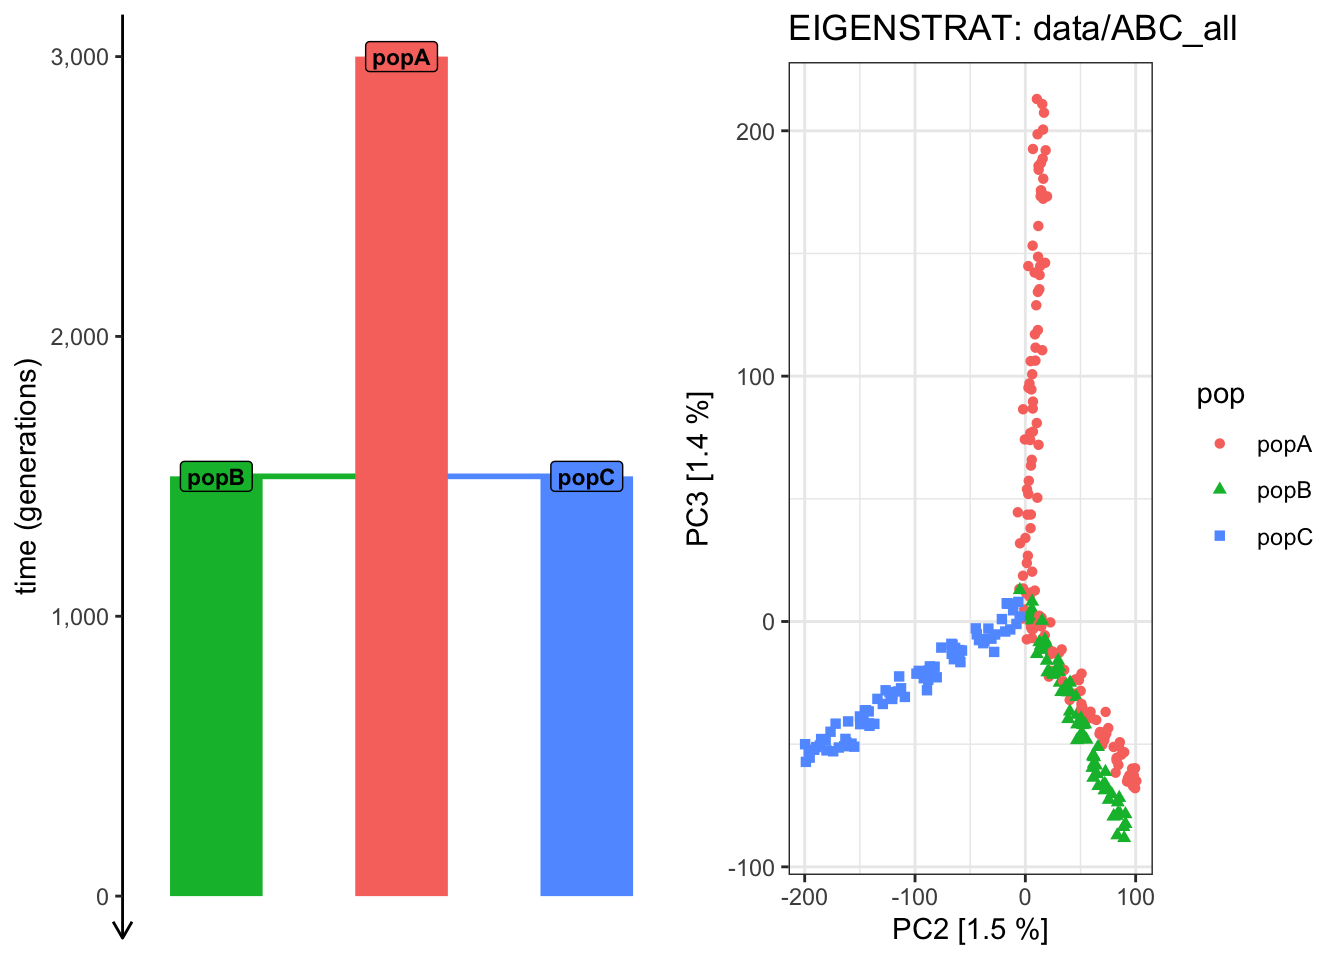 time (generations)
3,000
2,000
1,000
0
popA
popB
popC
EIGENSTRAT: data/ABC_all
PC3 [1.4 %]
200
100
0
-100
-200
-100
0
100
PC2 [1.5 %]
pop
popA
popB
popC